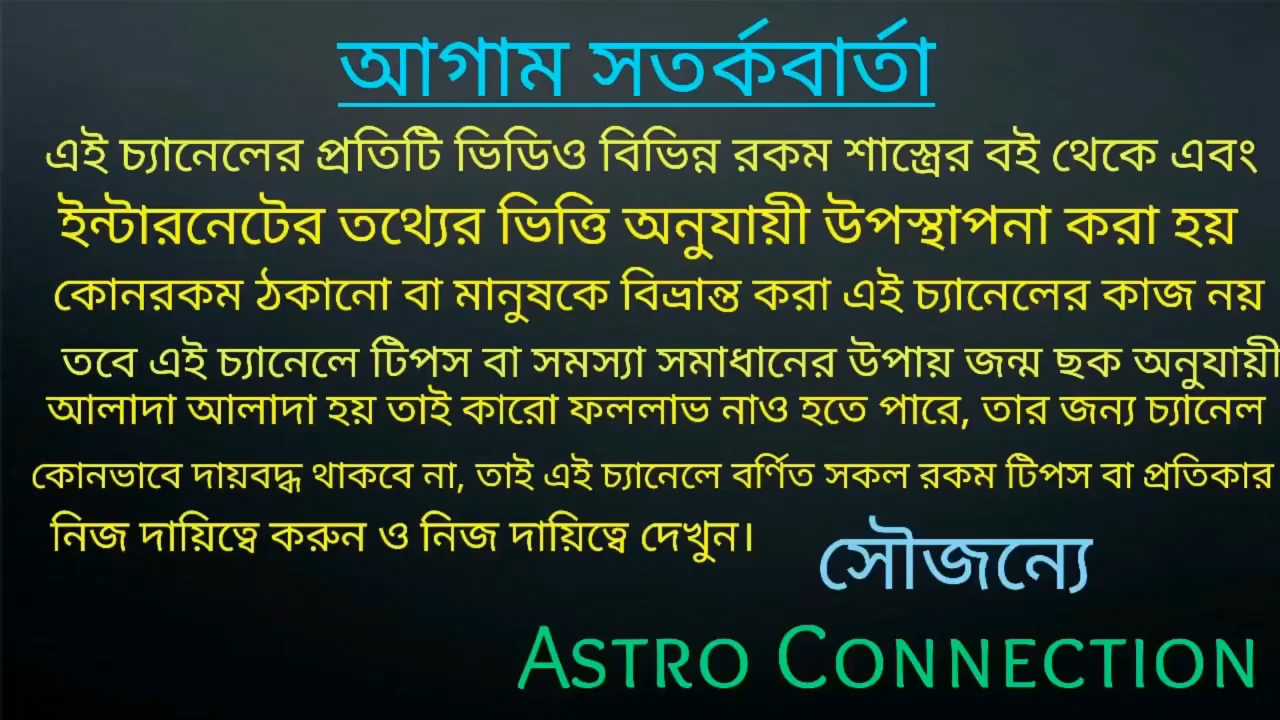 আগাম সতর্কবার্তা
এই চ্যানেলের প্রতিটি ভিডিও বিভিন্ন রকম শাস্ত্রের বই থেকে এবং
ইন্টারনেটের তথ্যের ভিত্তি অনুযায়ী উপস্থাপনা করা হয়
কোনরকম ঠকানো বা মানুষকে বিভ্রান্ত করা এই চ্যানেলের কাজ নয়
তবে এই চ্যানেলে টিপস বা সমস্যা সমাধানের উপায় জন্ম ছক অনুযায়ী
আলাদা আলাদা হয় তাই কারো ফললাভ নাও হতে পারে, তার জন্য চ্যানেল
কোনভাবে দায়বদ্ধ থাকবে না, তাই এই চ্যানেলে বর্ণিত সকল রকম টিপস বা প্রতিকার
নিজ দায়িত্বে করুন ও নিজ দায়িত্বে দেখুন।
সৌজন্যে
ASTRO CONNECTION